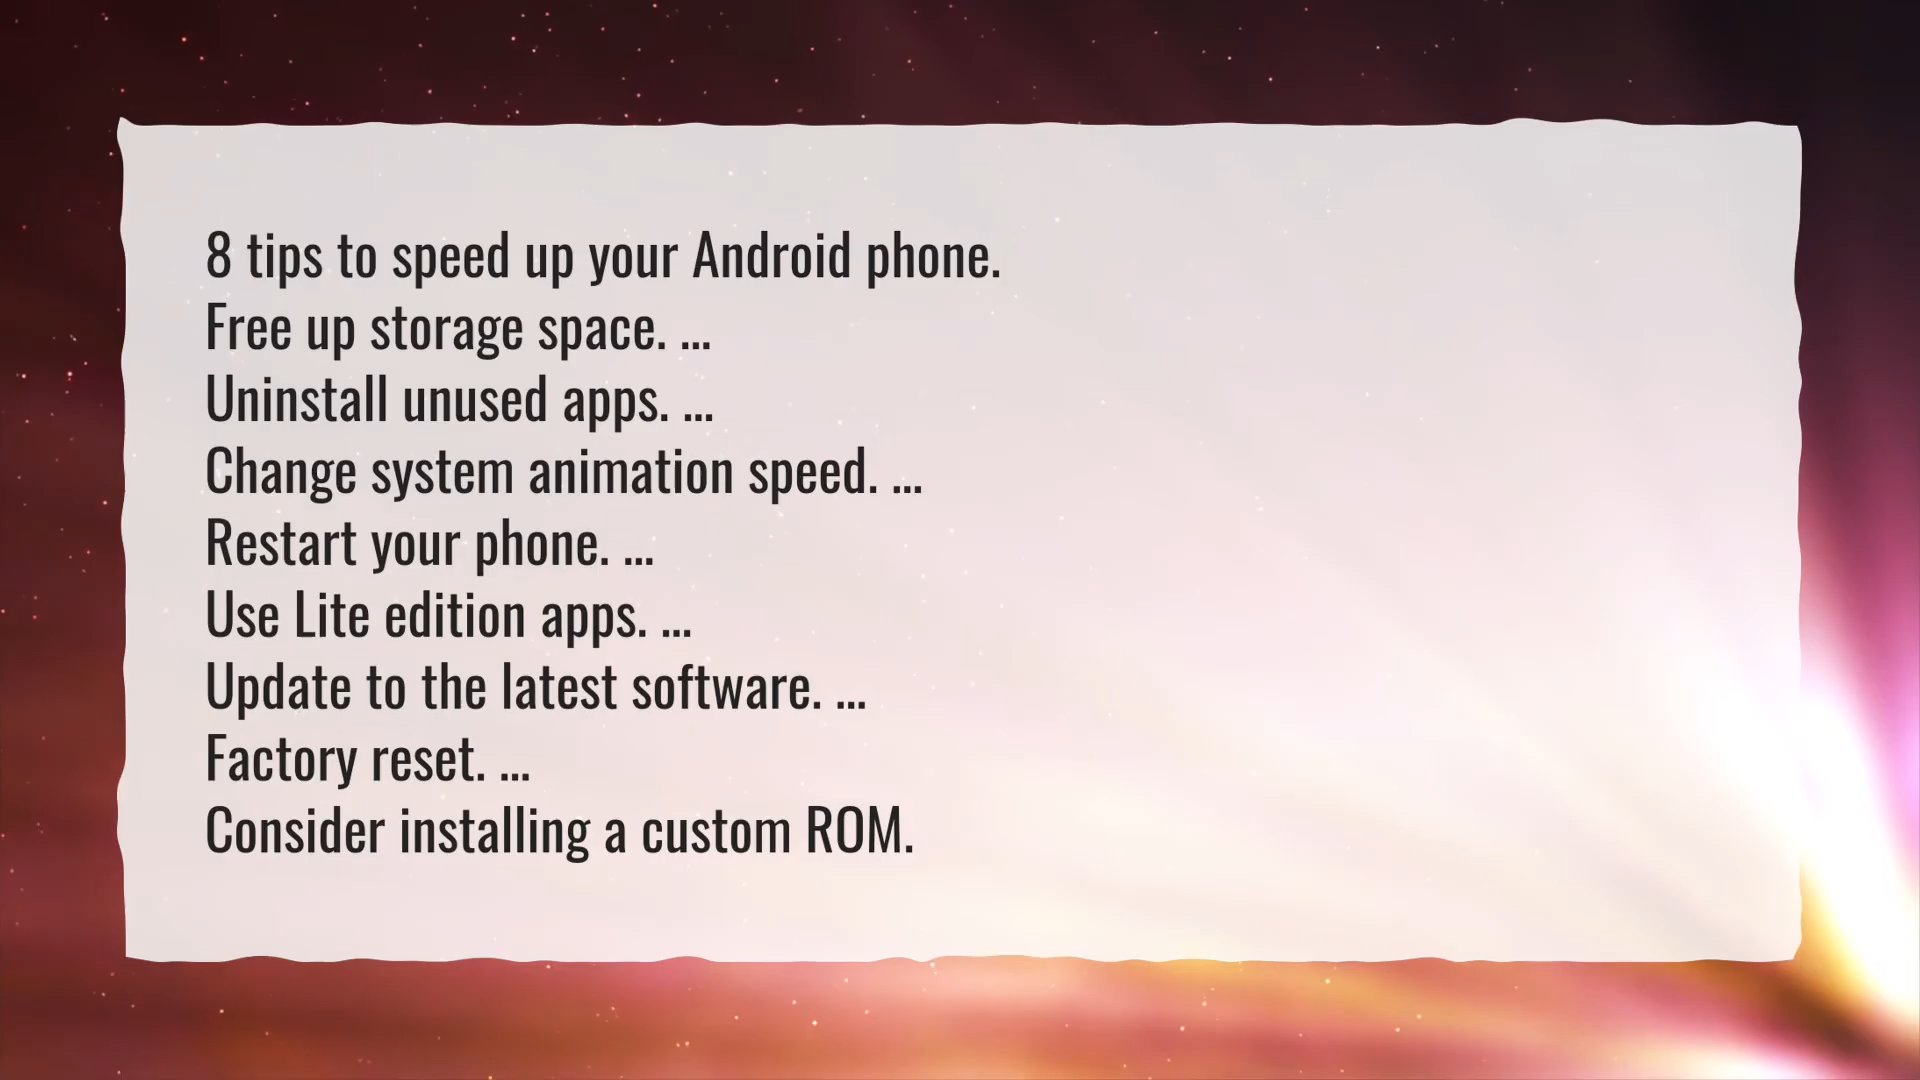 8 tips to speed up your Android phone.
Free up storage space. ...
Uninstall unused apps. ...
Change system animation speed. ...
Restart your phone. ...
Use Lite edition apps. ...
Update to the latest software. ...
Factory reset. ...
Consider installing a custom ROM.